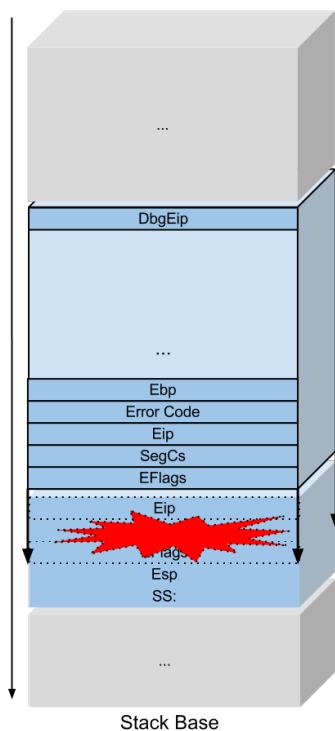 ...
DbgEip
...
Ebp
Error Code
Eip
SegCs
EFlags
Eip
Esp
SS:
...
Stack Base